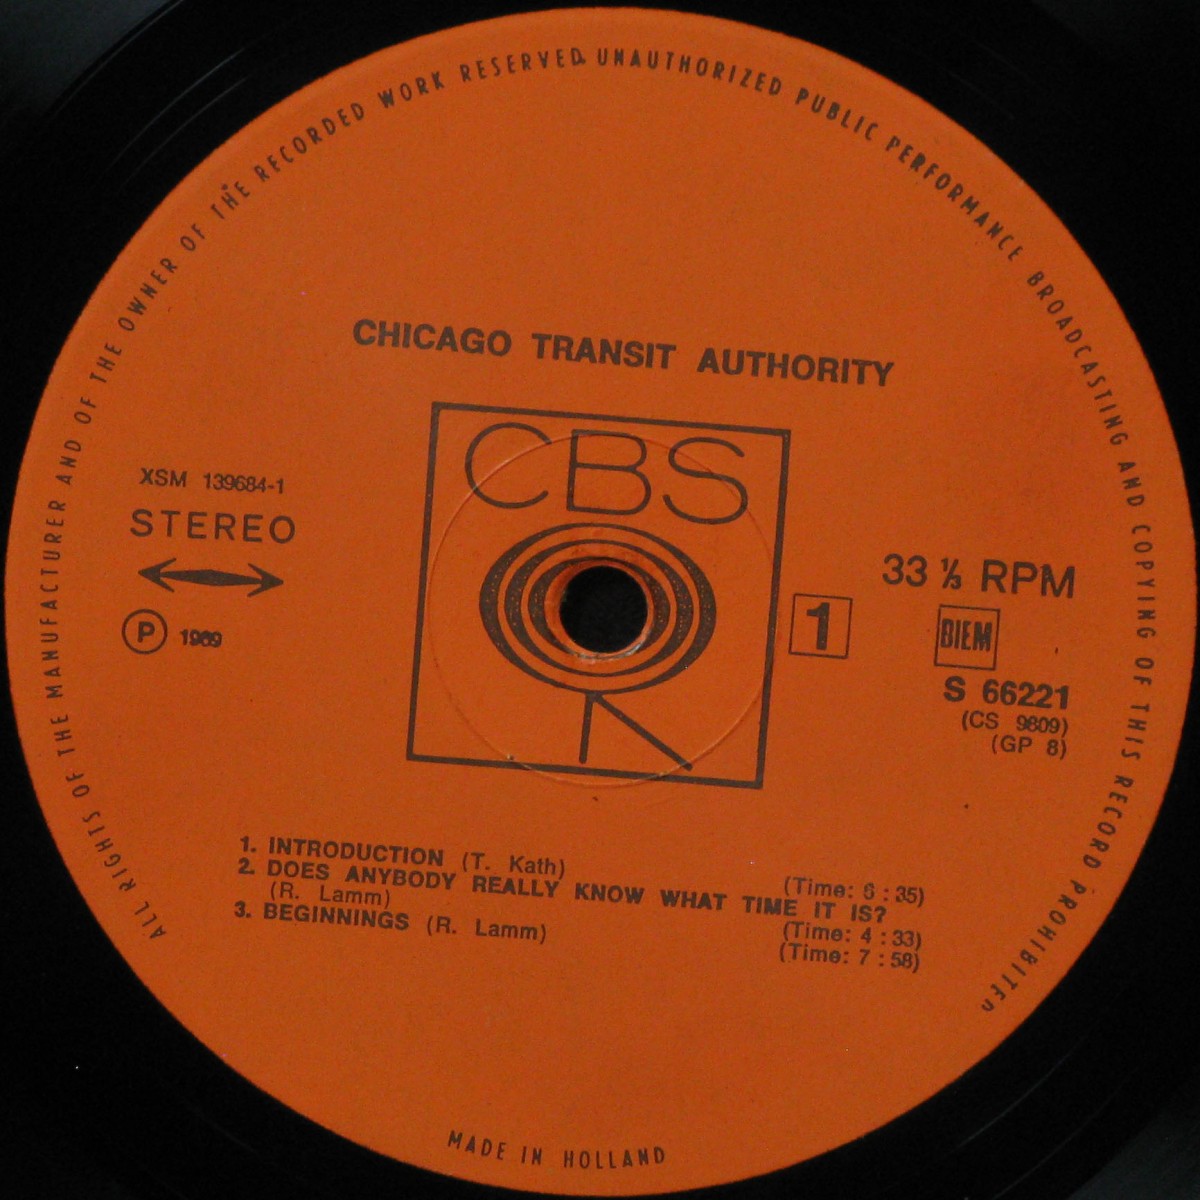 ALL RIGHTS OF THE MANUFACTURER AND OF THE OWNER OF THE RECORDED WORK RESERVED. UNAUTHORIZED PUBLIC PERFORMANCE BROADCASTING AND COPYING OF THIS RECORD PROHIBITED
CHICAGO TRANSIT AUTHORITY
CBS
XSM 139684-1
STEREO
33 ⅓ RPM
1
BIEM
Ⓟ 1969
S 66221
(CS 9809)
(GP 8)
1. INTRODUCTION (T. Kath) (Time: 6 : 35)
2. DOES ANYBODY REALLY KNOW WHAT TIME IT IS?
(R. Lamm) (Time: 4 : 33)
3. BEGINNINGS (R. Lamm) (Time: 7 : 58)
MADE IN HOLLAND